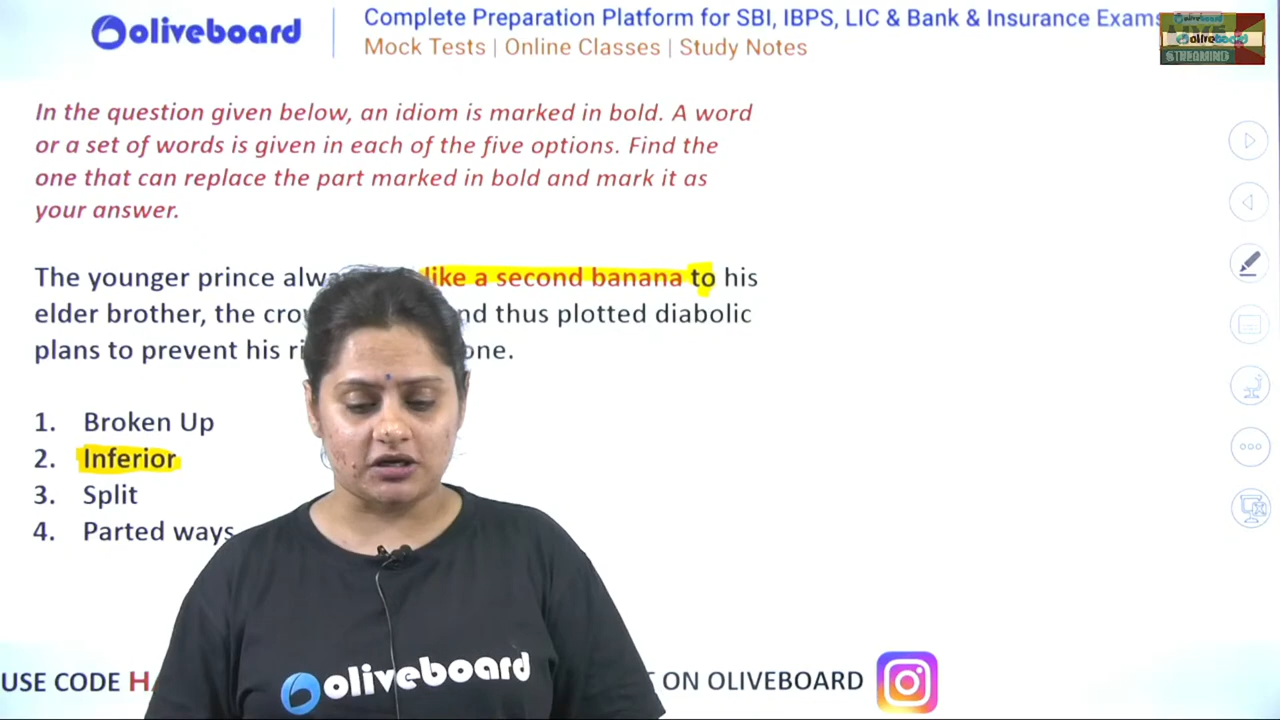 oliveboard
Complete Preparation Platform for SBI, IBPS, LIC & Bank & Insurance Exams
Mock Tests | Online Classes | Study Notes
oliveboard
oliveboard
STREAMING
In the question given below, an idiom is marked in bold. A word
or a set of words is given in each of the five options. Find the
one that can replace the part marked in bold and mark it as
your answer.
The younger prince like a second banana to his
elder brother, the nd thus plotted diabolic
plans to prevent his
1. Broken Up
2. Inferior
3. Split
4. Parted ways
oliveboard
USE CODE ON OLIVEBOARD